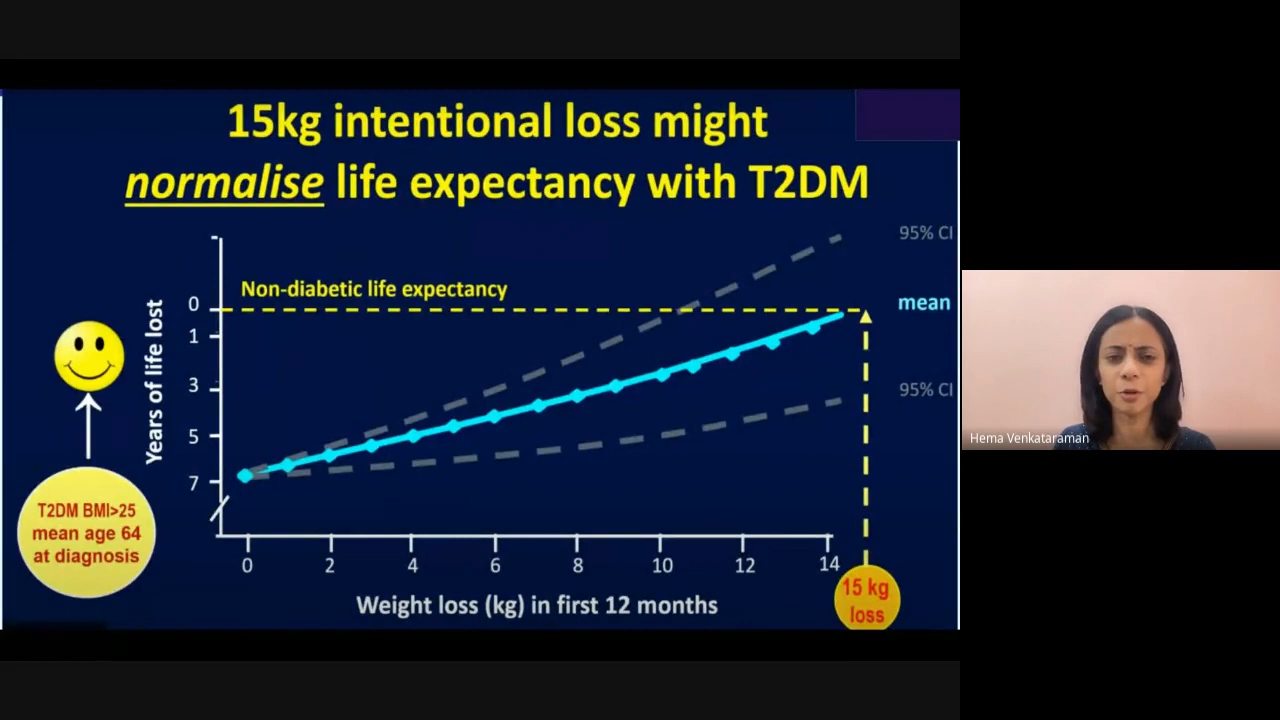 15kg intentional loss might
normalise life expectancy with T2DM
95% CI
Non-diabetic life expectancy
mean
Years of life lost
0
1
3
5
7
95% CI
T2DM BMI>25
mean age 64
at diagnosis
0 2 4 6 8 10 12 14
15 kg
loss
Weight loss (kg) in first 12 months
Hema Venkataraman